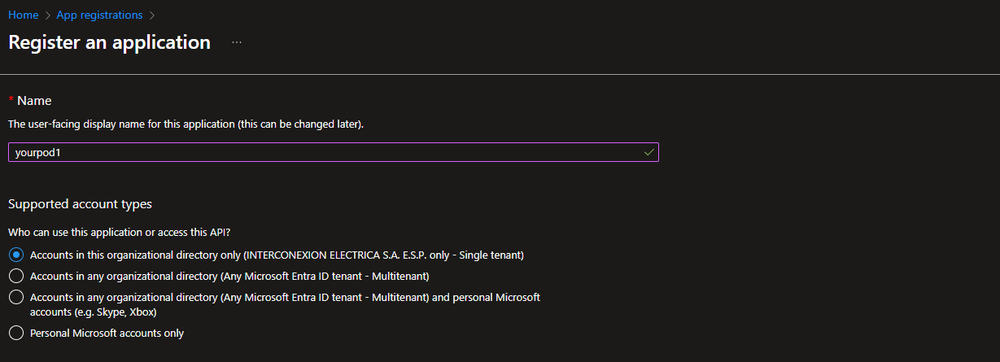 Home > App registrations >
Register an application ...
* Name
The user-facing display name for this application (this can be changed later).
yourpod1
Supported account types
Who can use this application or access this API?
Accounts in this organizational directory only (INTERCONEXION ELECTRICA S.A. E.S.P. only - Single tenant)
Accounts in any organizational directory (Any Microsoft Entra ID tenant - Multitenant)
Accounts in any organizational directory (Any Microsoft Entra ID tenant - Multitenant) and personal Microsoft
accounts (e.g. Skype, Xbox)
Personal Microsoft accounts only